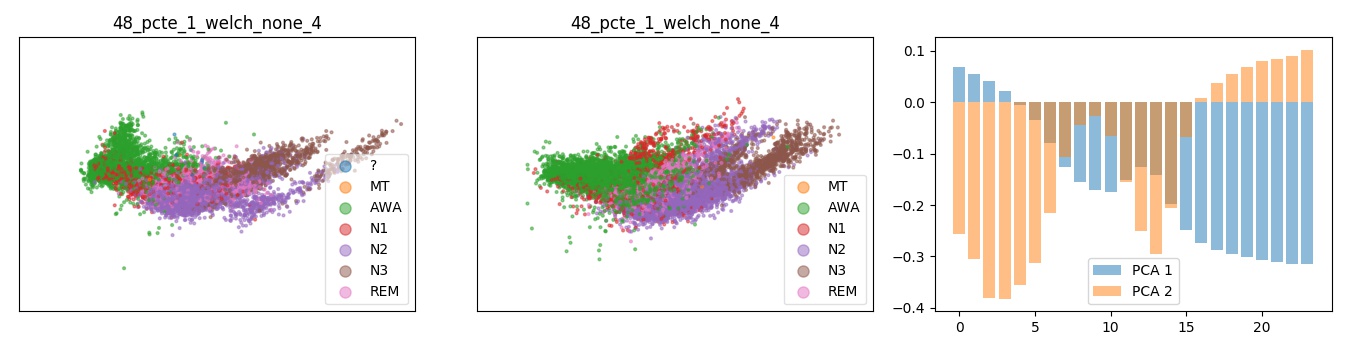 48_pcte_1_welch_none_4
?
MT
AWA
N1
N2
N3
REM
48_pcte_1_welch_none_4
MT
AWA
N1
N2
N3
REM
0.1
0.0
−0.1
−0.2
−0.3
−0.4
0
5
10
15
20
PCA 1
PCA 2